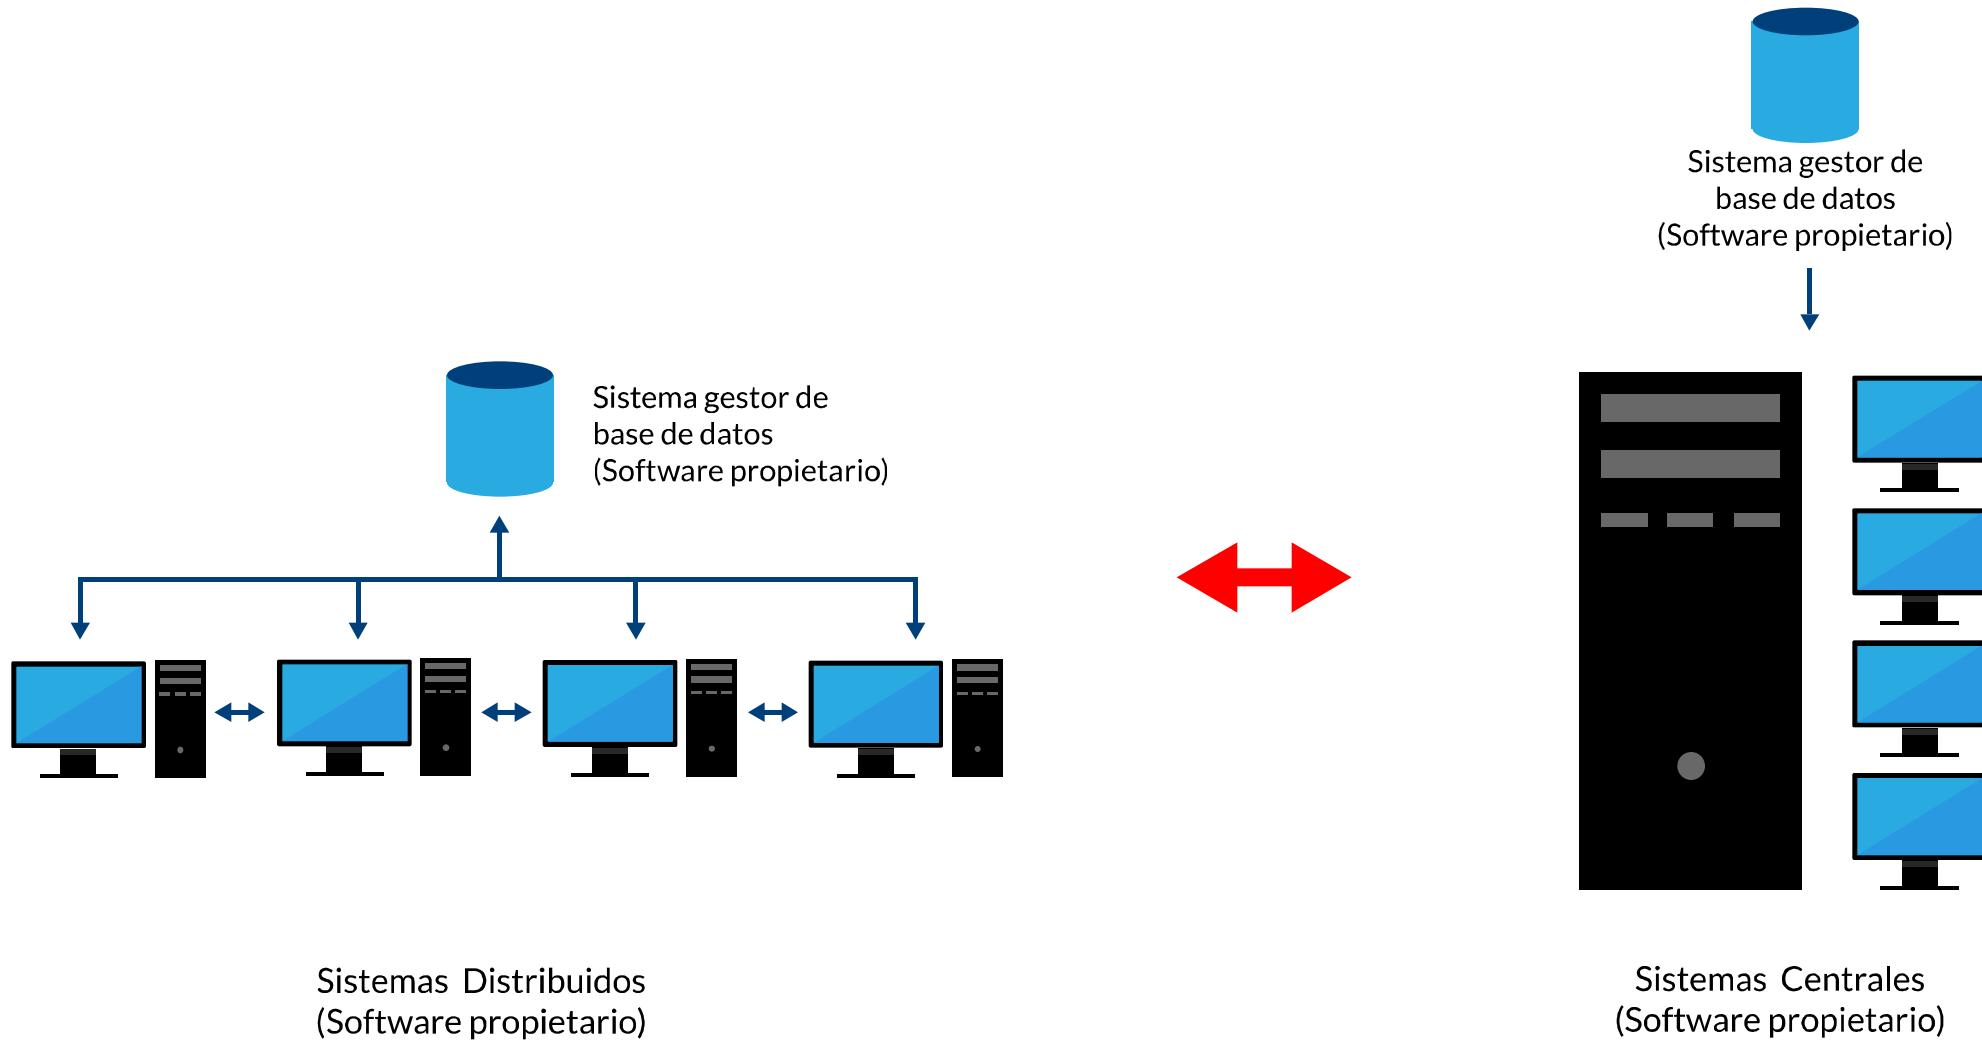 Sistema gestor de
base de datos
(Software propietario)
Sistema gestor de
base de datos
(Software propietario)
Sistemas Distribuidos
(Software propietario)
Sistemas Centrales
(Software propietario)